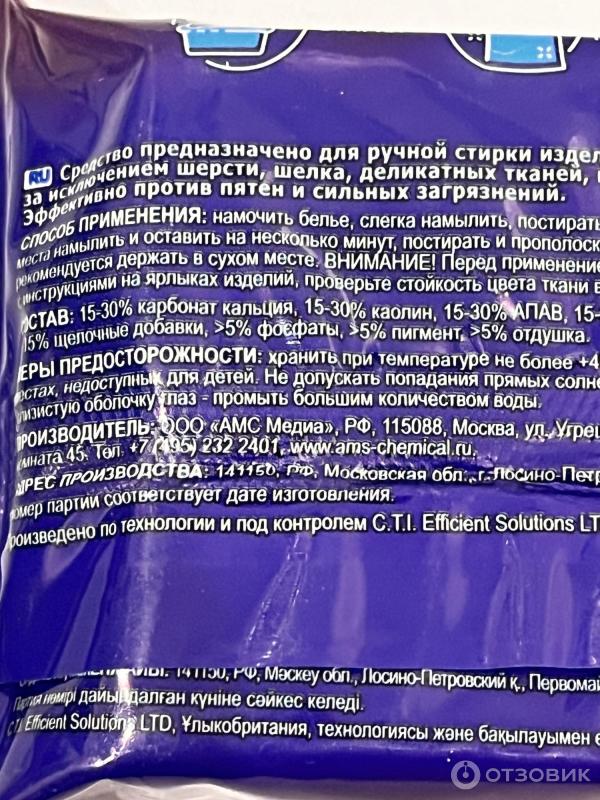 RU Средство предназначено для ручной стирки издел
за исключением шерсти, шелка, деликатных тканей,
Эффективно против пятен и сильных загрязнений.
СПОСОБ ПРИМЕНЕНИЯ: намочить белье, слегка намылить, постирать
места намылить и оставить на несколько минут, постирать и прополоск
рекомендуется держать в сухом месте. ВНИМАНИЕ! Перед применение
инструкциями на ярлыках изделий, проверьте стойкость цвета ткани в
ОСТАВ: 15-30% карбонат кальция, 15-30% каолин, 15-30% АПАВ, 15-
15% щелочные добавки, >5% фосфаты, >5% пигмент, >5% отдушка.
ЕРЫ ПРЕДОСТОРОЖНОСТИ: хранить при температуре не более +4
естах, недоступных для детей. Не допускать попадания прямых солне
лизистую оболочку глаз - промыть большим количеством воды.
ПРОИЗВОДИТЕЛЬ: ООО «АМС Медиа», РФ, 115088, Москва, ул. Угреш
мната 45. Тел. +7 (495) 232 2401, www.ams-chemical.ru.
ДРЕС ПРОИЗВОДСТВА: 141150, РФ, Московская обл., г. Лосино-Петр
омер партии соответствует дате изготовления.
роизведено по технологии и под контролем C.T.I. Efficient Solutions LT
141150, РФ, Мәскеу обл., Лосино-Петровский қ., Первомай
Партия нөмірі дайындалған күніне сәйкес келеді.
C.T.I. Efficient Solutions LTD, Ұлыкобритания, технологиясы және бақылауымен
ОТЗОВИК